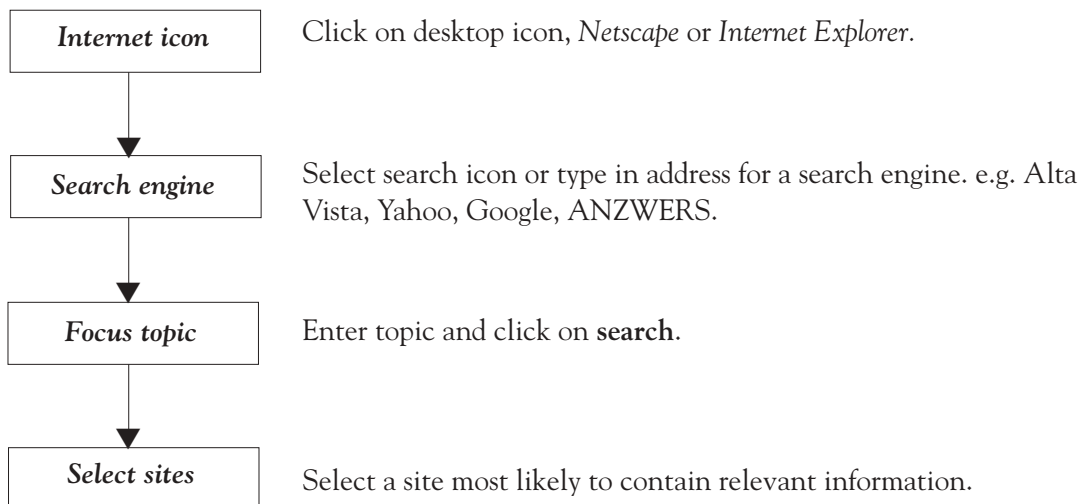 Internet icon
Click on desktop icon, Netscape or Internet Explorer.
Search engine
Select search icon or type in address for a search engine. e.g. Alta
Vista, Yahoo, Google, ANZWERS.
Focus topic
Enter topic and click on search.
Select sites
Select a site most likely to contain relevant information.